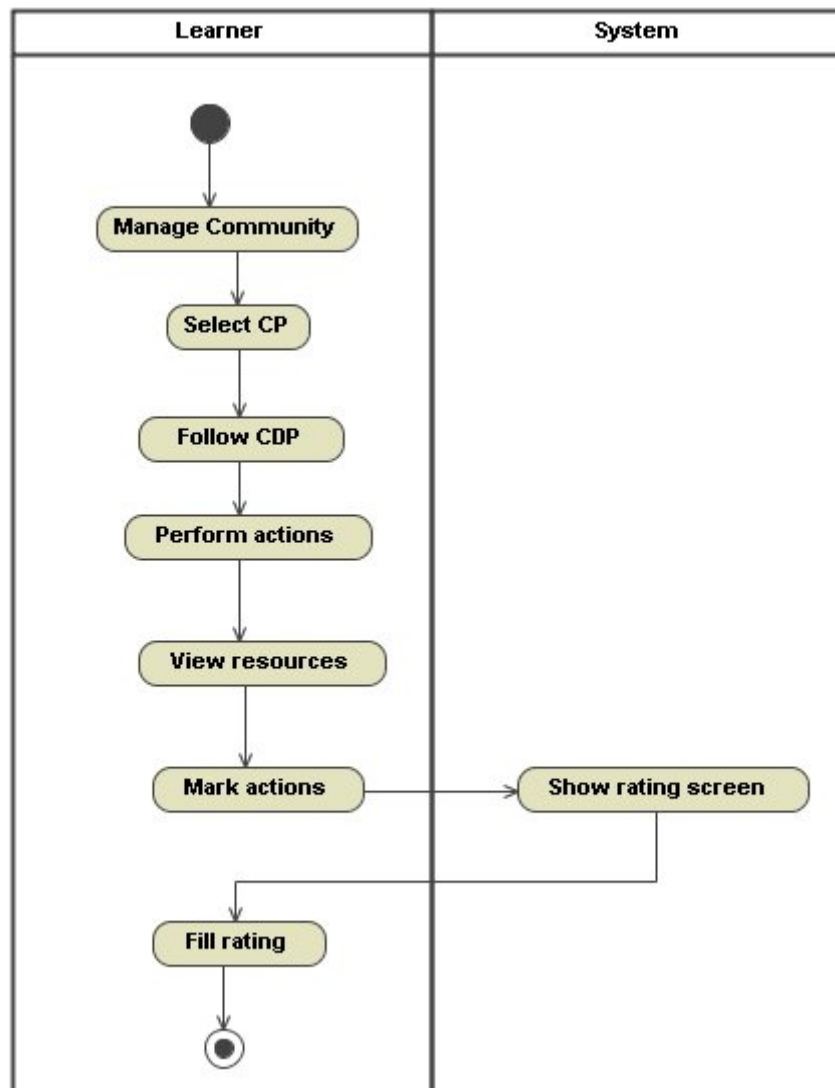 Learner
System
Manage Community
Select CP
Follow CDP
Perform actions
View resources
Mark actions
Show rating screen
Fill rating